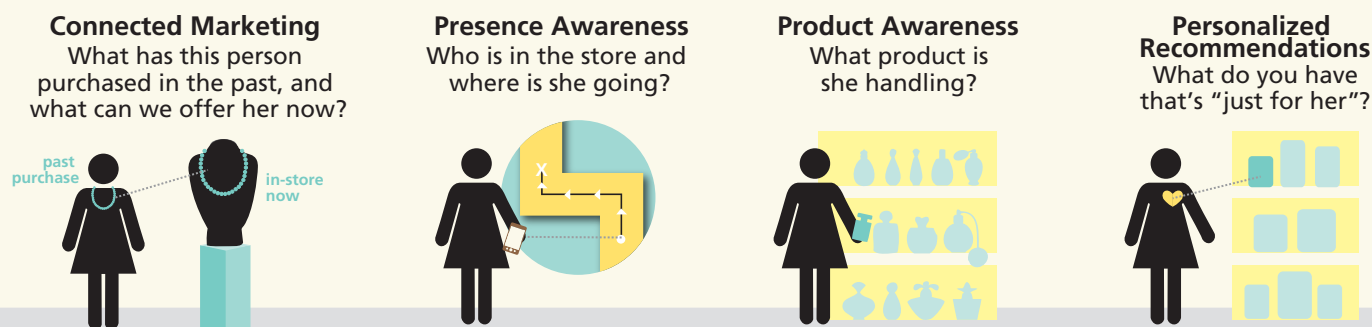 Connected Marketing
What has this person
purchased in the past, and
what can we offer her now?
past
purchase
in-store
now
Presence Awareness
Who is in the store and
where is she going?
X
Product Awareness
What product is
she handling?
Personalized
Recommendations
What do you have
that's “just for her”?